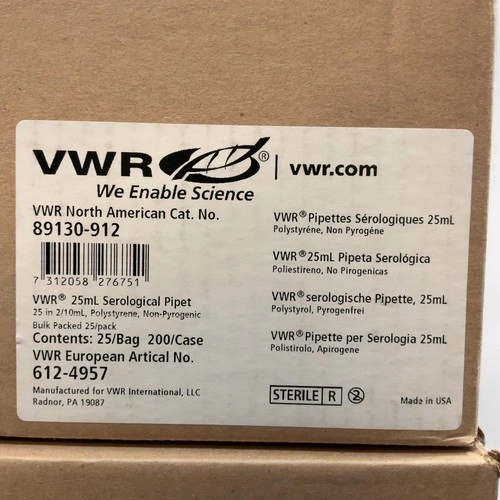 VWR® | vwr.com
We Enable Science
VWR North American Cat. No.
89130-912
7 312058 276751
VWR® 25mL Serological Pipet
25 in 2/10mL, Polystyrene, Non-Pyrogenic
Bulk Packed 25/pack
Contents: 25/Bag 200/Case
VWR European Artical No.
612-4957
Manufactured for VWR International, LLC
Radnor, PA 19087
VWR® Pipettes Sérologiques 25mL
Polystyréne, Non Pyrogéne
VWR® 25mL Pipeta Serológica
Poliestireno, No Pirogenicas
VWR® serologische Pipette, 25mL
Polystyrol, Pyrogenfrei
VWR® Pipette per Serologia 25mL
Polistirolo, Apirogene
STERILE R 2
Made in USA